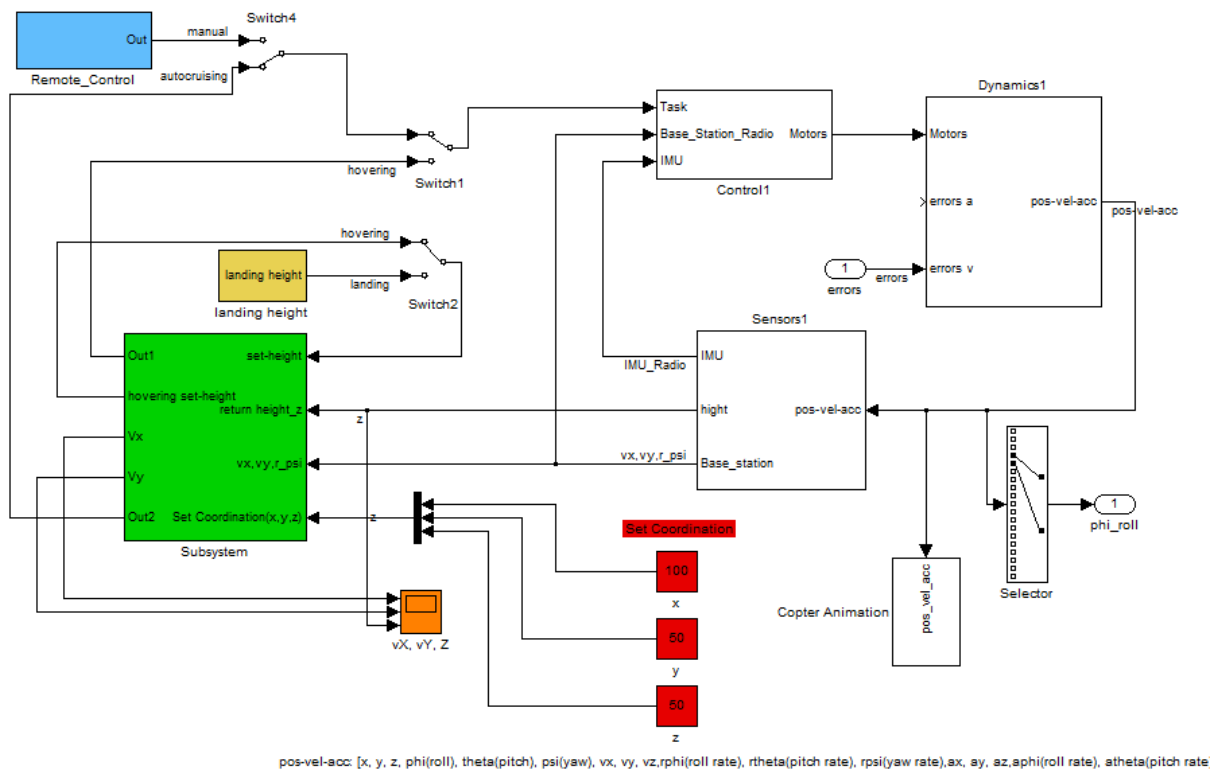 Switch4
Out
manual
Remote_Control
autocruising
hovering
Switch1
Task
Base_Station_Radio
IMU
Motors
Control1
Dynamics1
Motors
errors a
errors v
pos-vel-acc
pos-vel-acc
1
errors
errors
hovering
landing height
landing
landing height
Switch2
Sensors1
IMU
IMU_Radio
hight
pos-vel-acc
Base_station
vx,vy,r_psi
z
Out1
set-height
hovering set-height
return height_z
Vx
vx,vy,r_psi
Vy
Out2
Set Coordination(x,y,z)
z
Subsystem
vX, vY, Z
Set Coordination
100
x
50
y
50
z
Copter Animation
pos_vel_acc
Selector
1
phi_roll
pos-vel-acc: [x, y, z, phi(roll), theta(pitch), psi(yaw), vx, vy, vz,rphi(roll rate), rtheta(pitch rate), rpsi(yaw rate),ax, ay, az,aphi(roll rate), atheta(pitch rate